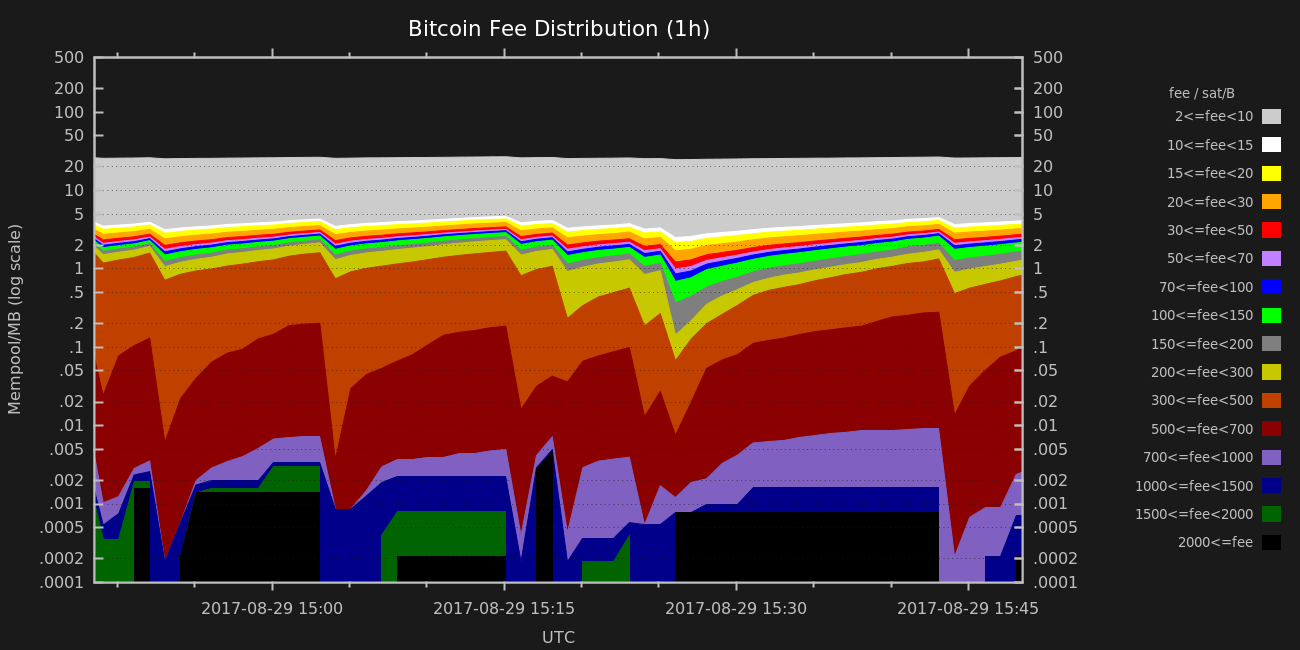 Bitcoin Fee Distribution (1h)
Mempool/MB (log scale)
500
200
100
50
20
10
5
2
1
.5
.2
.1
.05
.02
.01
.005
.002
.001
.0005
.0002
.0001
500
200
100
50
20
10
5
2
1
.5
.2
.1
.05
.02
.01
.005
.002
.001
.0005
.0002
.0001
2017-08-29 15:00
2017-08-29 15:15
2017-08-29 15:30
2017-08-29 15:45
UTC
fee / sat/B
2<=fee<10
10<=fee<15
15<=fee<20
20<=fee<30
30<=fee<50
50<=fee<70
70<=fee<100
100<=fee<150
150<=fee<200
200<=fee<300
300<=fee<500
500<=fee<700
700<=fee<1000
1000<=fee<1500
1500<=fee<2000
2000<=fee